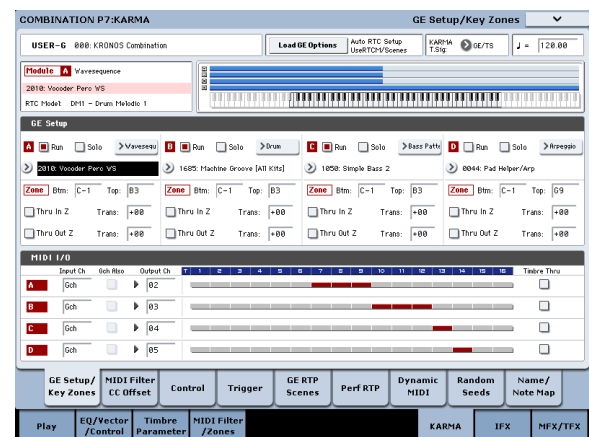 COMBINATION P7:KARMA GE Setup/Key Zones
USER-G 000: KRONOS Combination Load GE Options Auto RTC Setup UseRTCM/Scenes KARMA T.Sig: GE/TS ♩ = 120.00
Module A Wavesequence
2010: Vocoder Perc WS
RTC Model: DM1 - Drum Melodic 1
A B C D
GE Setup
A Run Solo Wavesequ B Run Solo Drum C Run Solo Bass Patte D Run Solo Arpeggio
2010: Vocoder Perc WS 1685: Machine Groove [All Kits] 1050: Simple Bass 2 0044: Pad Helper/Arp
Zone Btm: C-1 Top: B3 Zone Btm: C-1 Top: B3 Zone Btm: C-1 Top: B3 Zone Btm: C-1 Top: G9
Thru In Z Trans: +00 Thru In Z Trans: +00 Thru In Z Trans: +00 Thru In Z Trans: +00
Thru Out Z Trans: +00 Thru Out Z Trans: +00 Thru Out Z Trans: +00 Thru Out Z Trans: +00
MIDI I/O
Input Ch Gch Also Output Ch T 1 2 3 4 5 6 7 8 9 10 11 12 13 14 15 16 Timbre Thru
A Gch 02
B Gch 03
C Gch 04
D Gch 05
GE Setup/ Key Zones MIDI Filter CC Offset Control Trigger GE RTP Scenes Perf RTP Dynamic MIDI Random Seeds Name/ Note Map
Play EQ/Vector /Control Timbre Parameter MIDI Filter /Zones KARMA IFX MFX/TFX